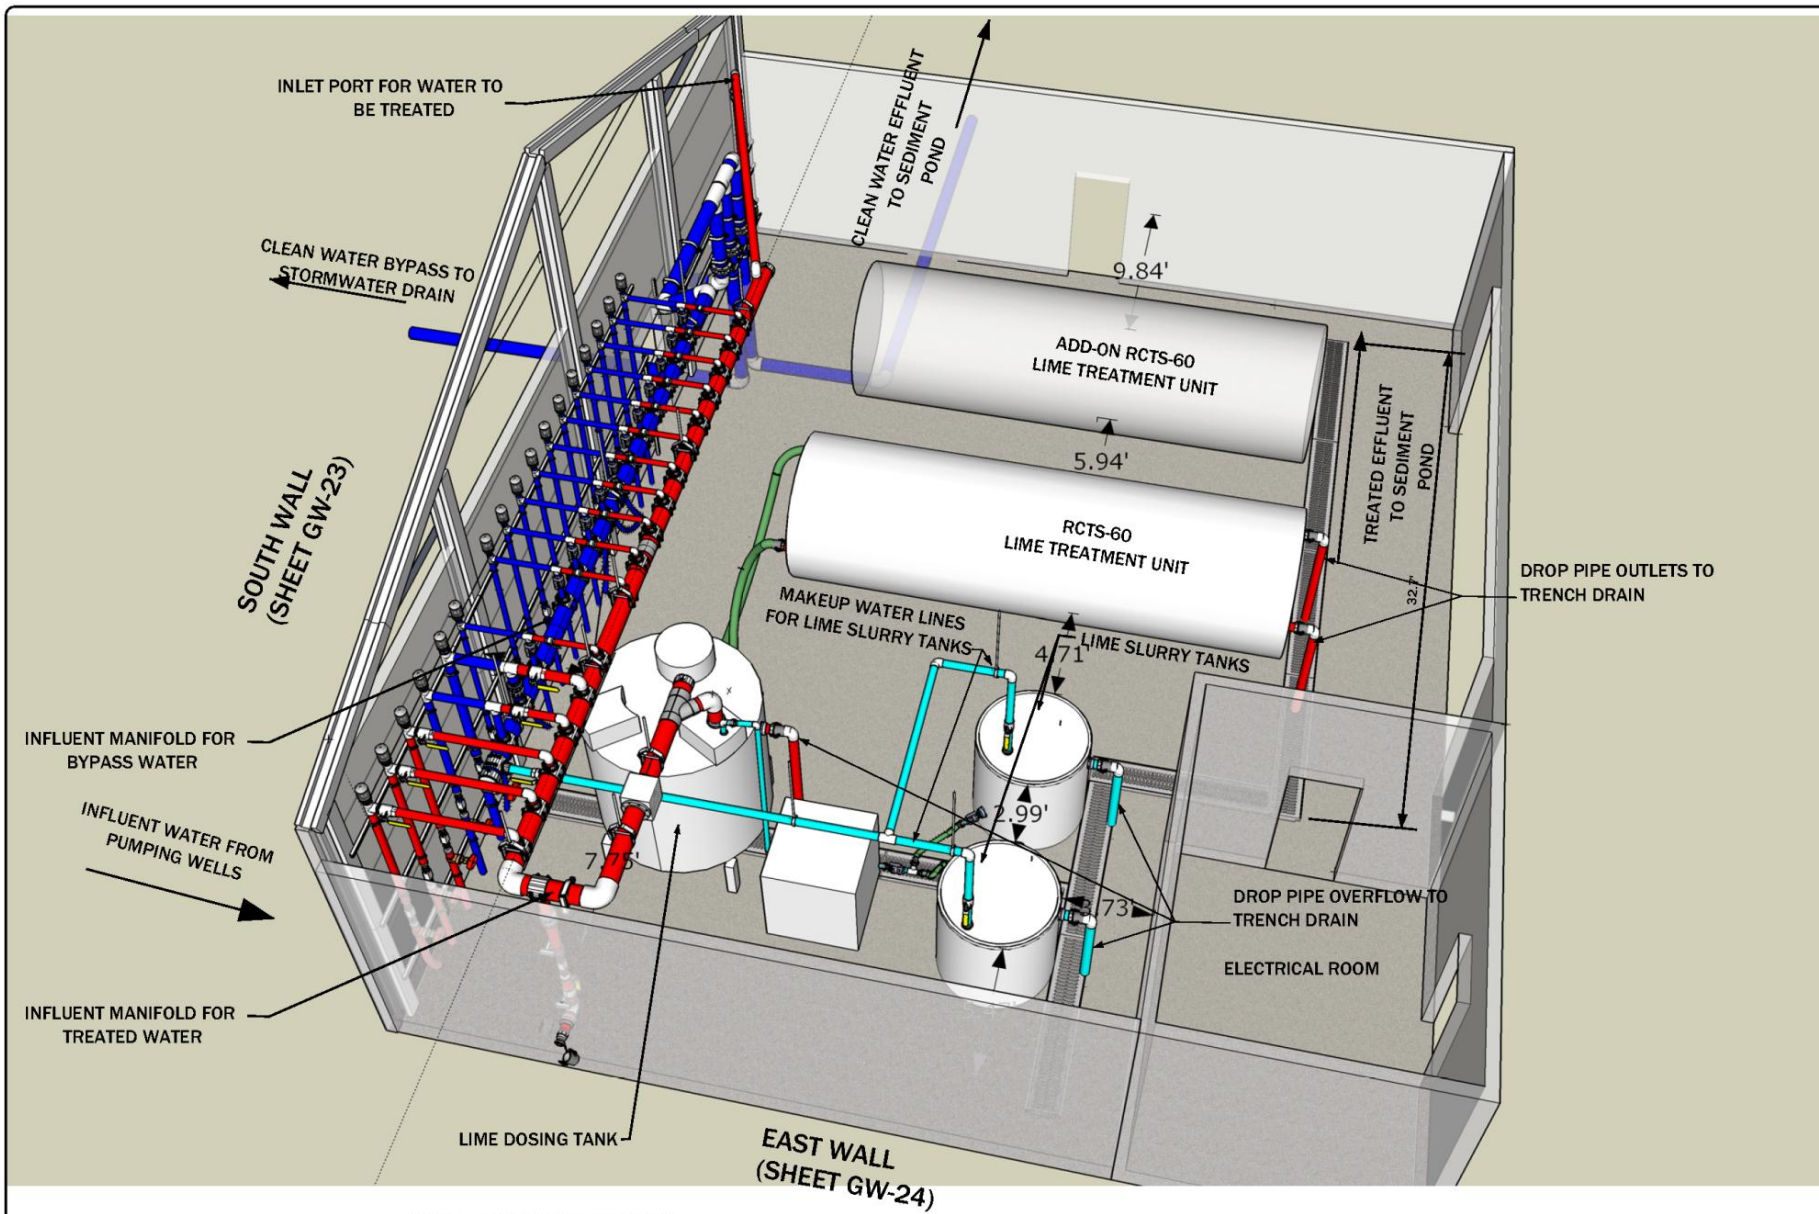 INLET PORT FOR WATER TO
BE TREATED
CLEAN WATER EFFLUENT
TO SEDIMENT
POND
CLEAN WATER BYPASS TO
STORMWATER DRAIN
9.84'
ADD-ON RCTS-60
LIME TREATMENT UNIT
5.94'
TREATED EFFLUENT
TO SEDIMENT
POND
32.7'
SOUTH WALL
(SHEET GW-23)
RCTS-60
LIME TREATMENT UNIT
DROP PIPE OUTLETS TO
TRENCH DRAIN
MAKEUP WATER LINES
FOR LIME SLURRY TANKS
4.71
LIME SLURRY TANKS
INFLUENT MANIFOLD FOR
BYPASS WATER
INFLUENT WATER FROM
PUMPING WELLS
7.75'
2.99'
3.73'
DROP PIPE OVERFLOW TO
TRENCH DRAIN
ELECTRICAL ROOM
INFLUENT MANIFOLD FOR
TREATED WATER
LIME DOSING TANK
EAST WALL
(SHEET GW-24)